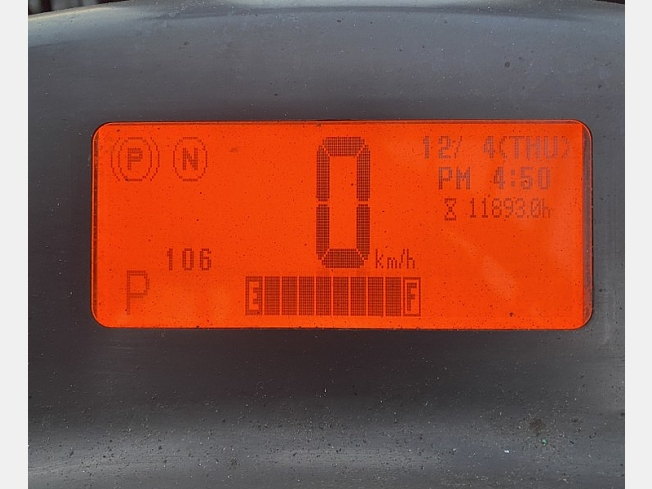 P N 0 12/ 4(THU)
PM 4:50
11893.0h
106 km/h
P E F